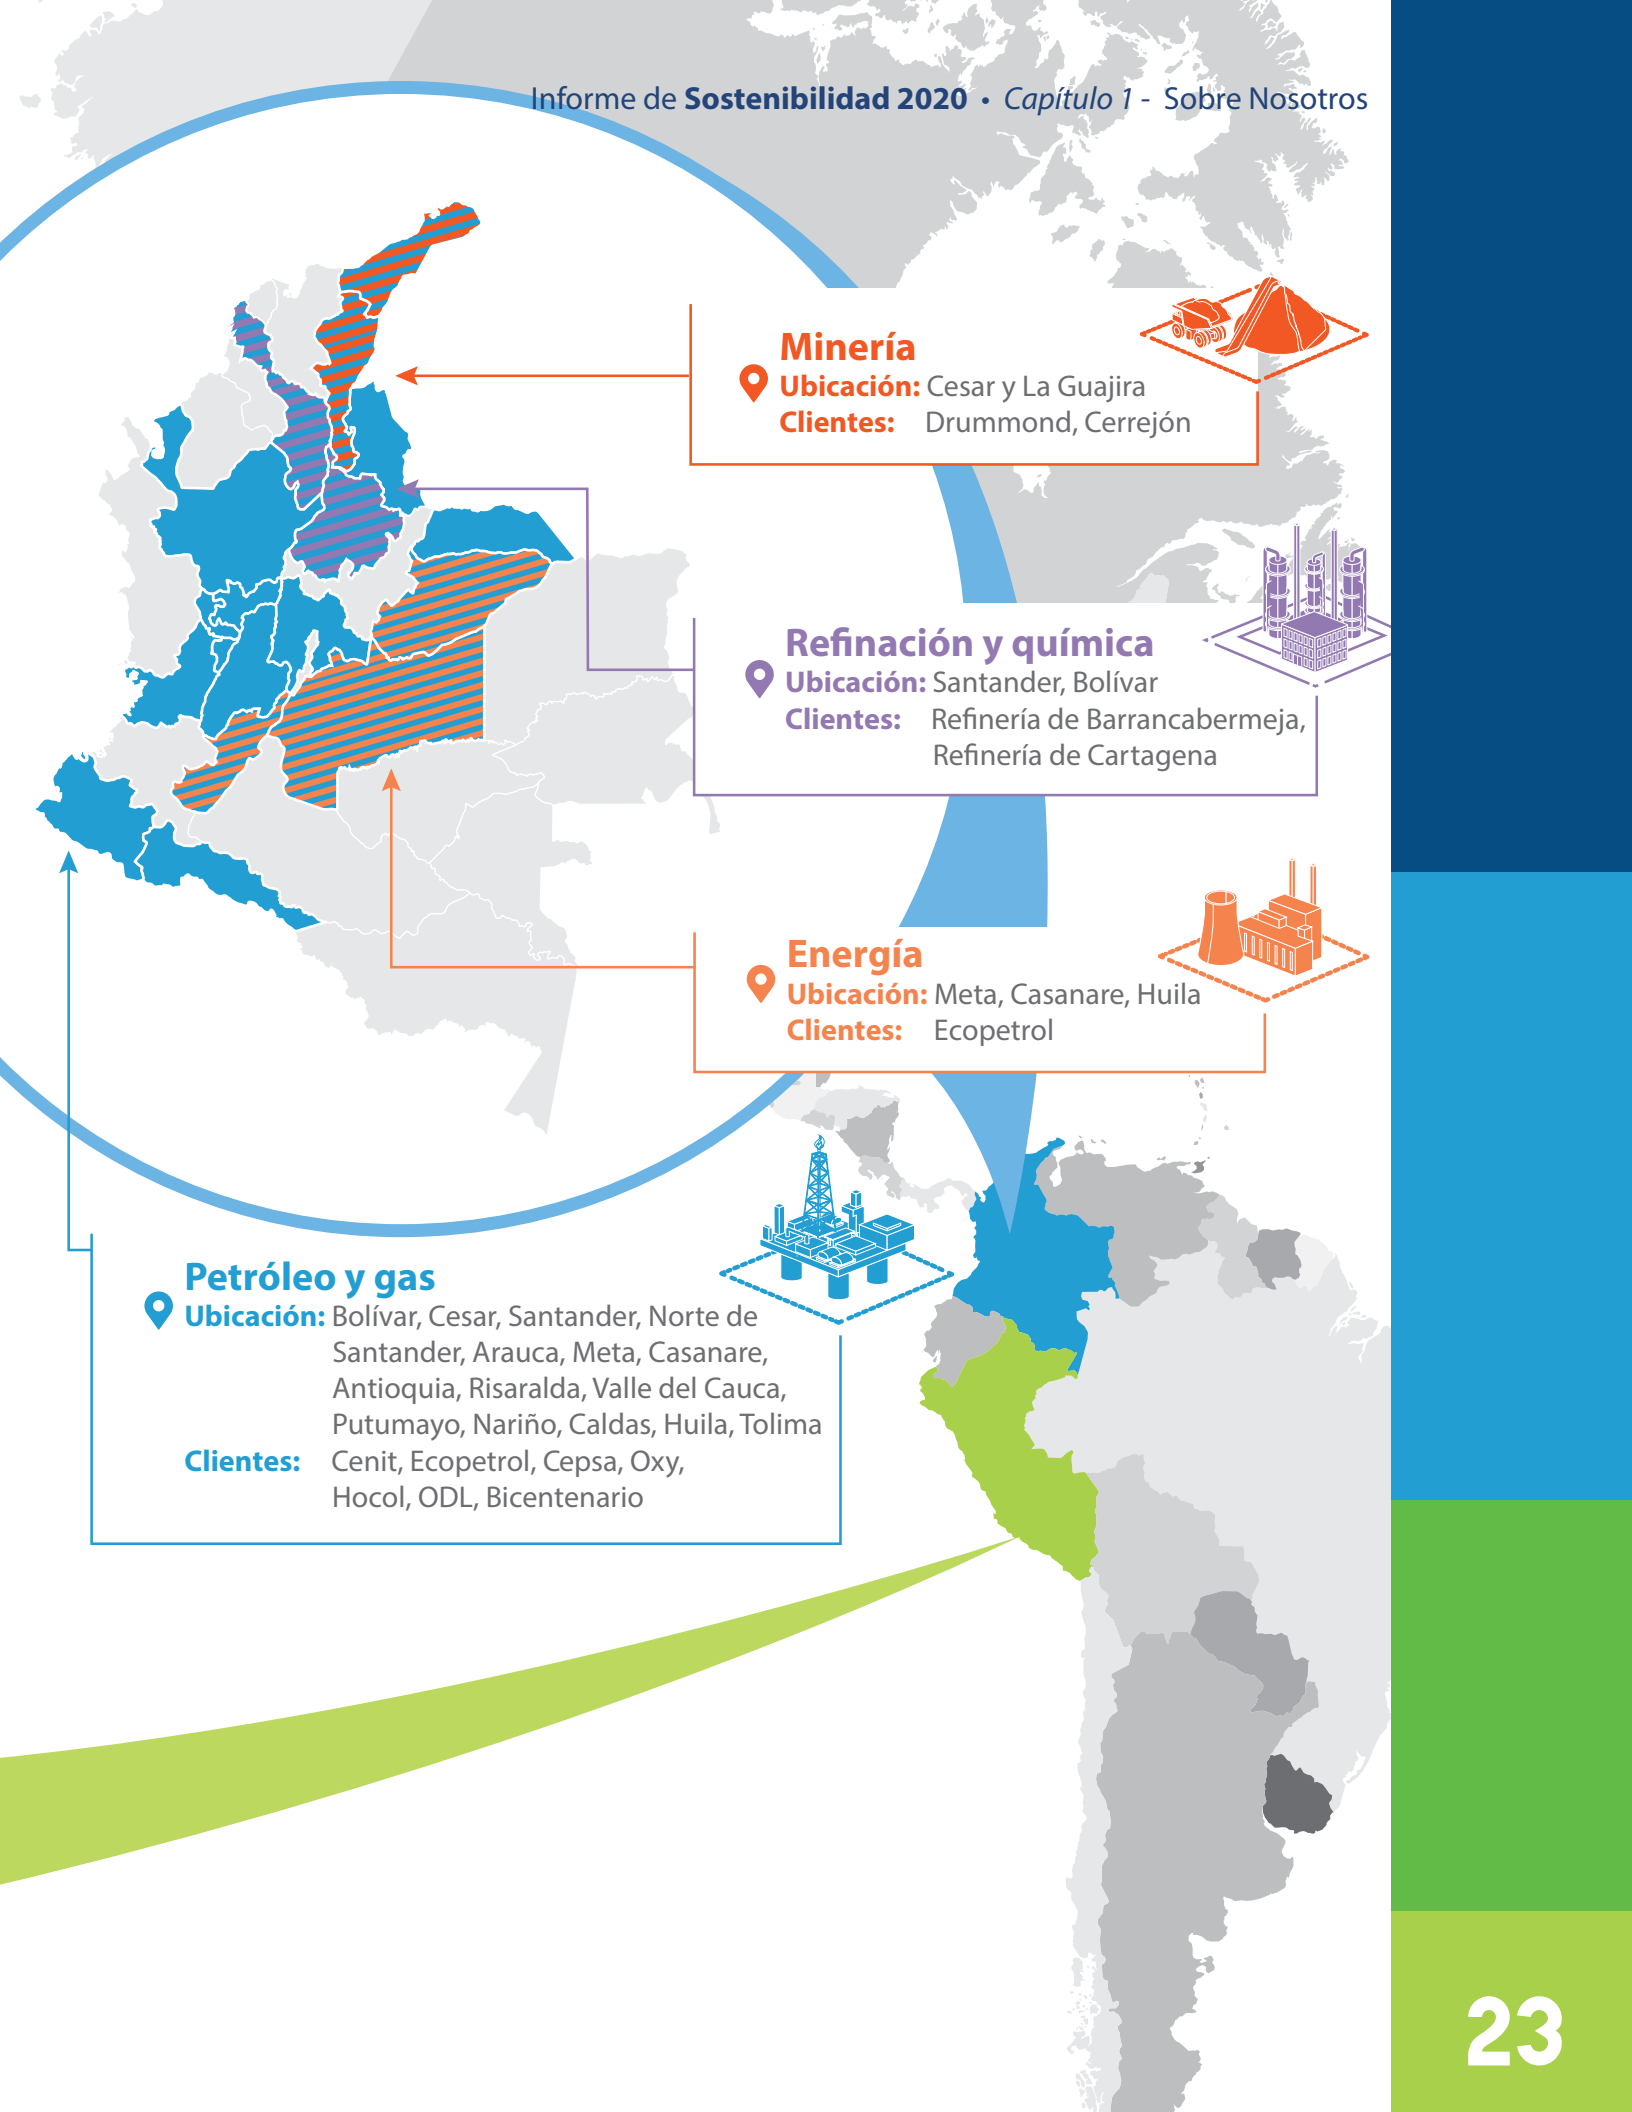 Informe de Sostenibilidad 2020 • Capítulo 1 - Sobre Nosotros
Minería
Ubicación: Cesar y La Guajira
Clientes: Drummond, Cerrejón
Refinación y química
Ubicación: Santander, Bolívar
Clientes: Refinería de Barrancabermeja,
Refinería de Cartagena
Energía
Ubicación: Meta, Casanare, Huila
Clientes: Ecopetrol
Petróleo y gas
Ubicación: Bolívar, Cesar, Santander, Norte de
Santander, Arauca, Meta, Casanare,
Antioquia, Risaralda, Valle del Cauca,
Putumayo, Nariño, Caldas, Huila, Tolima
Clientes: Cenit, Ecopetrol, Cepsa, Oxy,
Hocol, ODL, Bicentenario
23